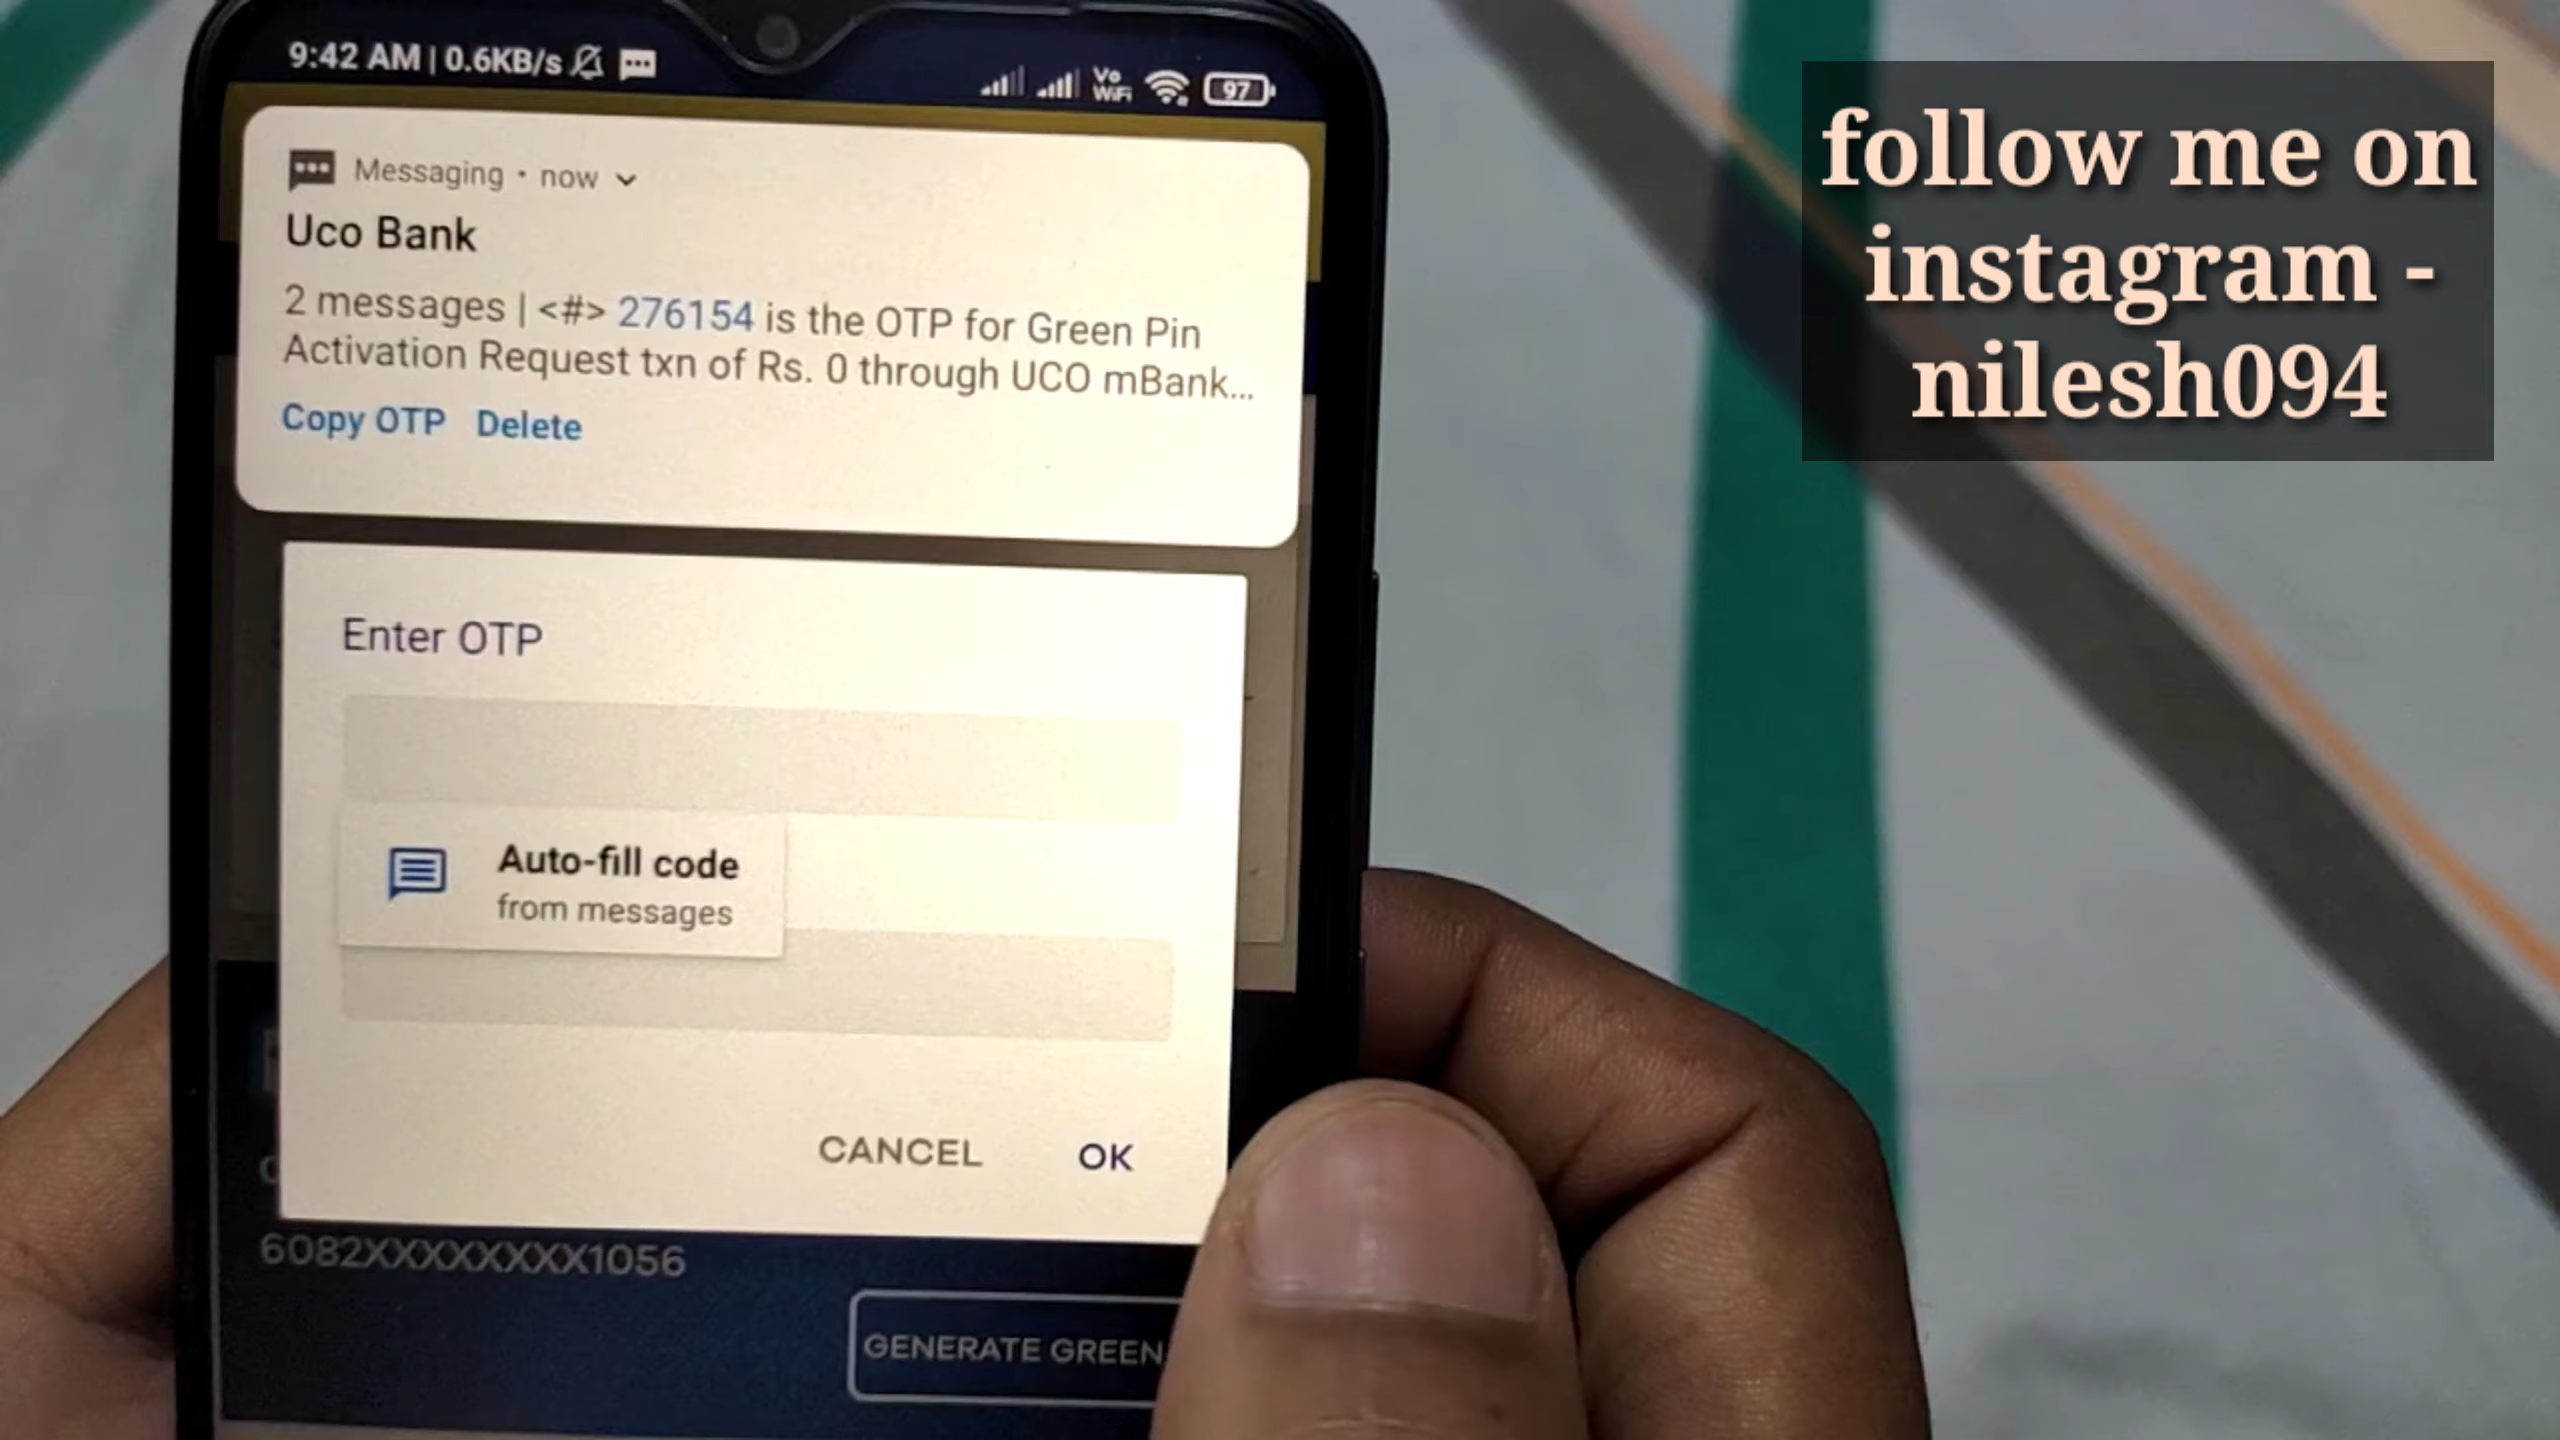 9:42 AM | 0.6KB/s
Vo
WiFi
97
Messaging • now
Uco Bank
2 messages | <#> 276154 is the OTP for Green Pin
Activation Request txn of Rs. 0 through UCO mBank...
Copy OTP Delete
Enter OTP
Auto-fill code
from messages
CANCEL OK
6082XXXXXXXX1056
GENERATE GREEN
follow me on
instagram -
nilesh094